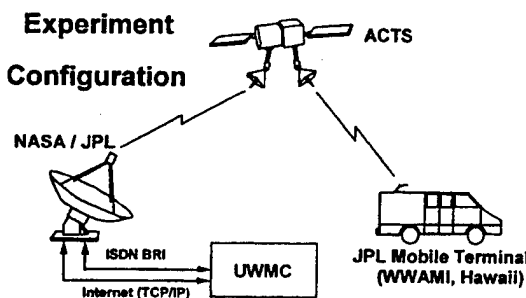 Experiment
Configuration
ACTS
NASA / JPL
ISDN BRI
Internet (TCP/IP)
UWMC
JPL Mobile Terminal
(WWAMI, Hawaii)